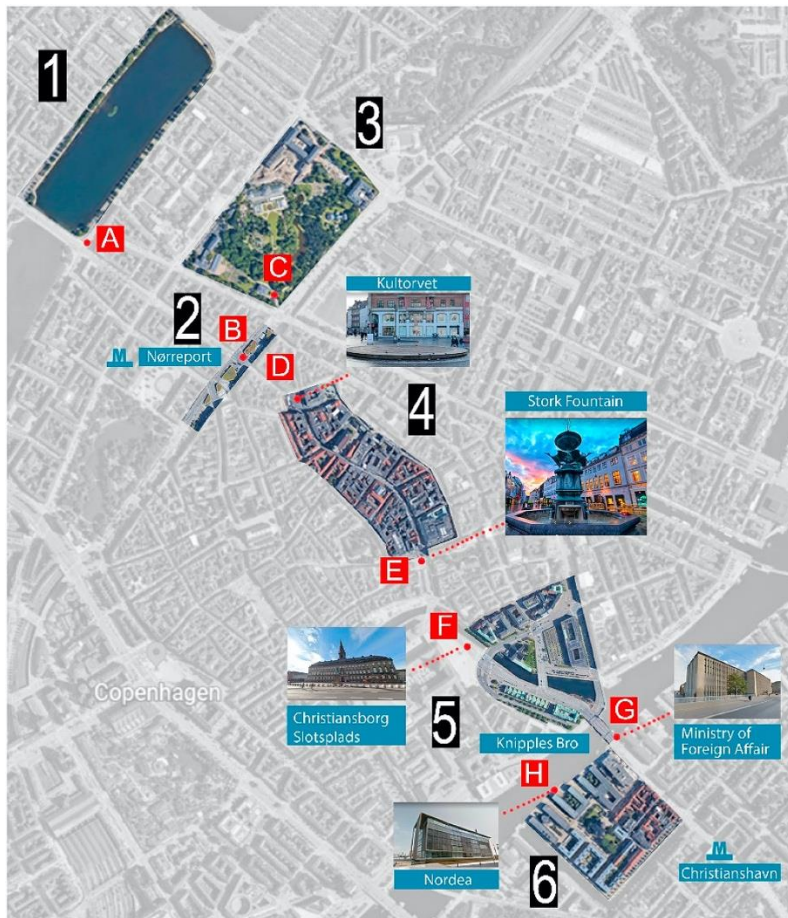 1
3
A
C
2
Kultorvet
B
M
Nørreport
D
4
Stork Fountain
E
F
Copenhagen
G
Christiansborg
Slotsplads
5
Knipples Bro
Ministry of
Foreign Affair
H
M
Nordea
6
Christianshavn